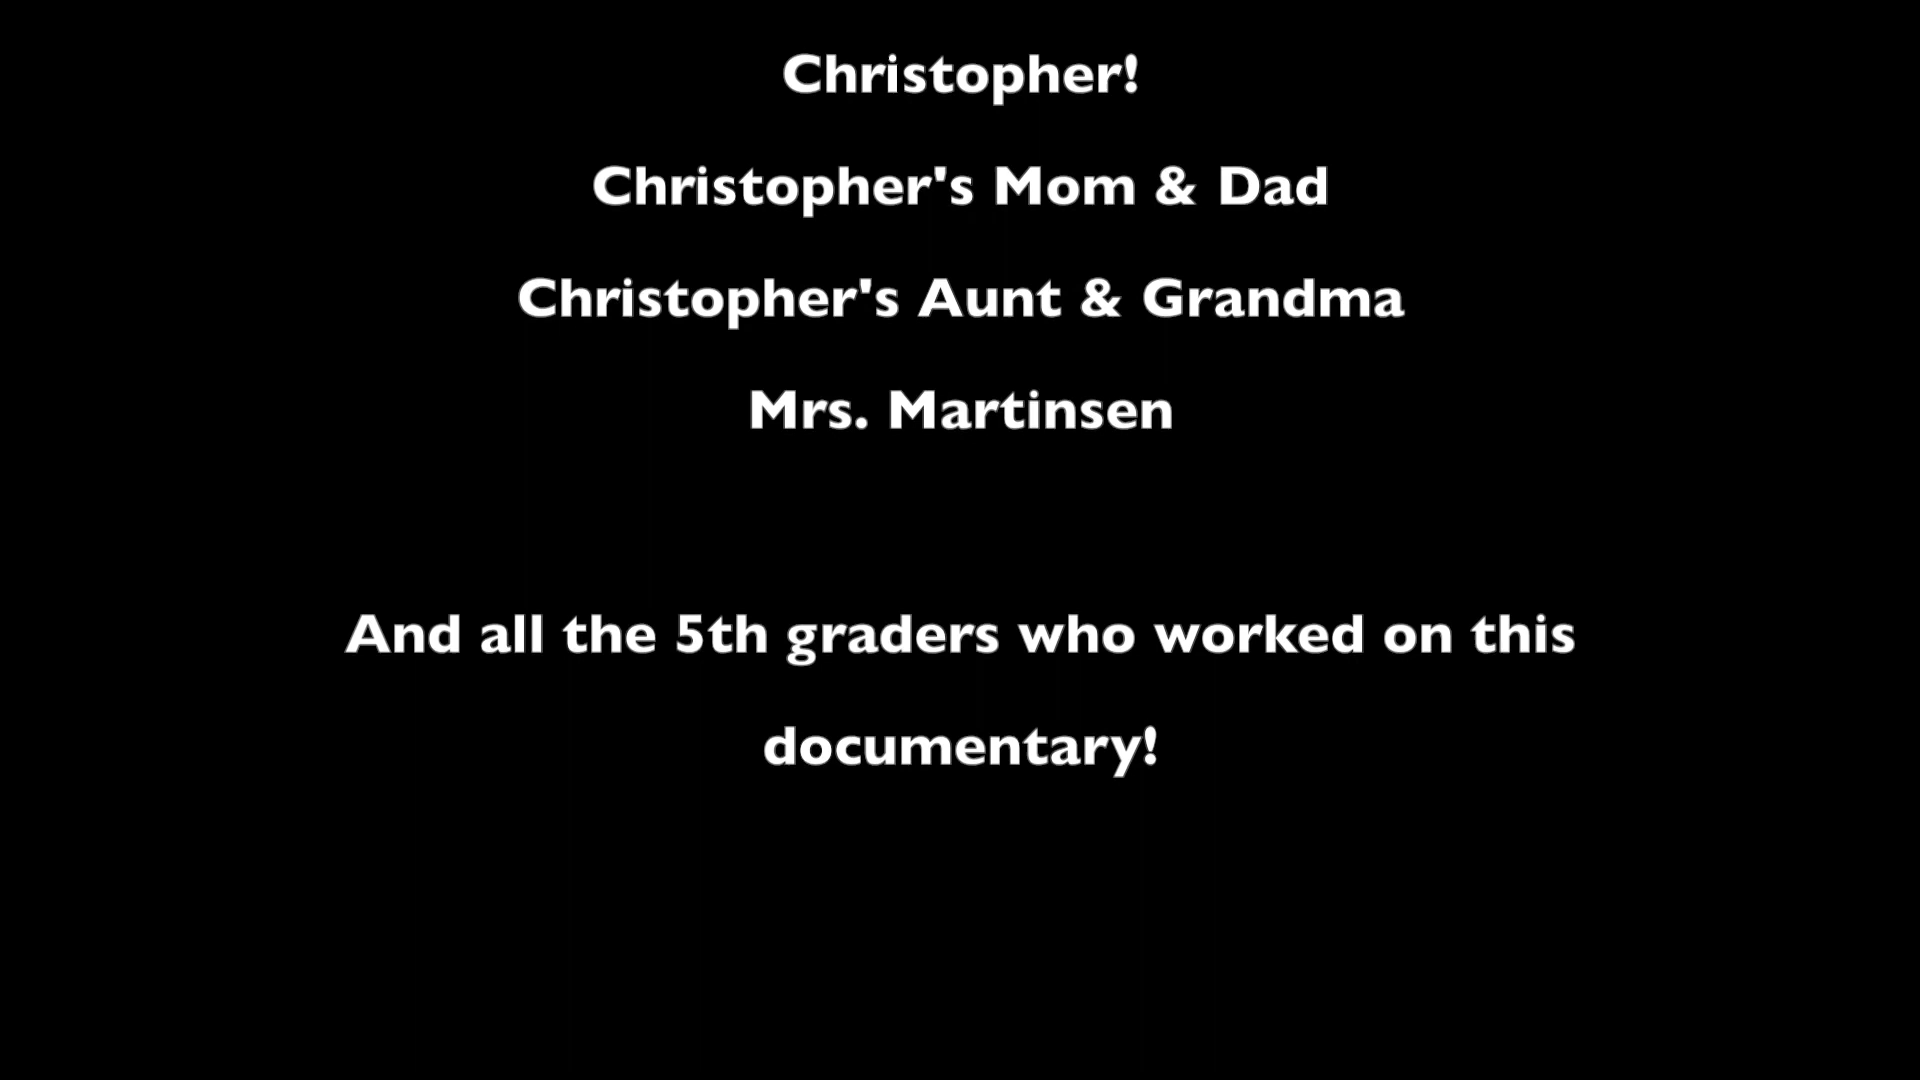 Christopher!
Christopher's Mom & Dad
Christopher's Aunt & Grandma
Mrs. Martinsen
And all the 5th graders who worked on this
documentary!